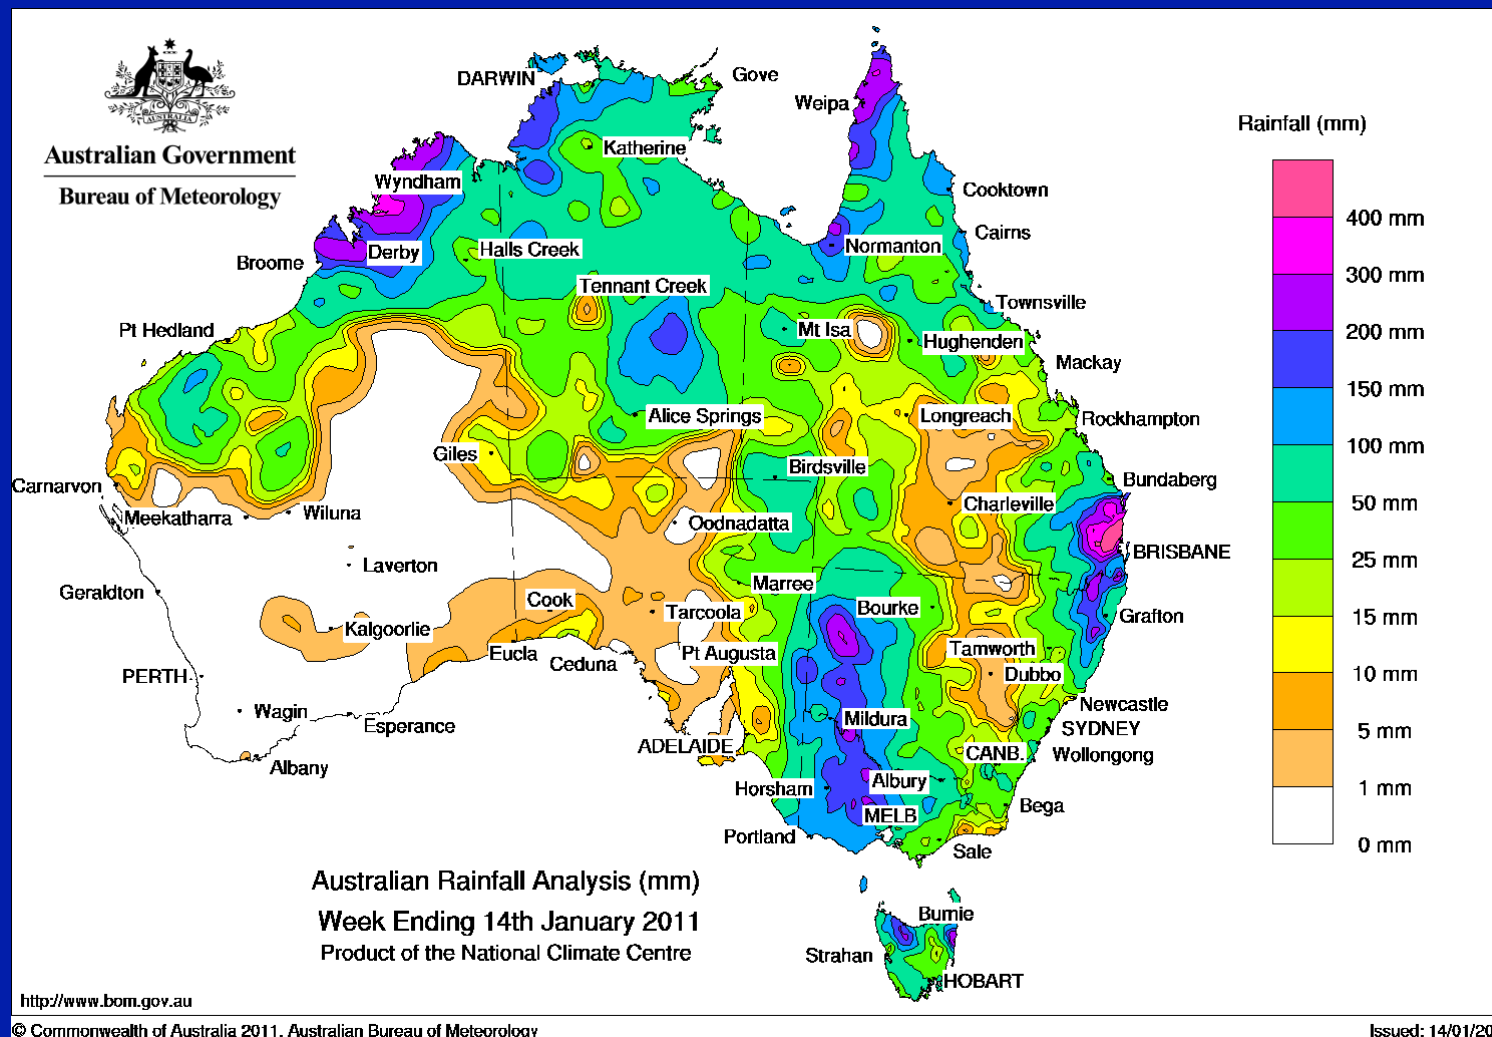 Australian Government
Bureau of Meteorology
DARWIN
Gove
Weipa
Katherine
Wyndham
Cooktown
Cairns
Derby
Halls Creek
Normanton
Broome
Tennant Creek
Townsville
Pt Hedland
Mt Isa
Hughenden
Mackay
Alice Springs
Longreach
Rockhampton
Giles
Birdsville
Bundaberg
Carnarvon
Meekatharra
Wiluna
Oodnadatta
Charleville
BRISBANE
Laverton
Geraldton
Marree
Cook
Tarcoola
Bourke
Grafton
Kalgoorlie
Eucla
Ceduna
Pt Augusta
Tamworth
Dubbo
PERTH
Newcastle
Wagin
Esperance
Mildura
SYDNEY
ADELAIDE
CANB.
Wollongong
Albany
Horsham
Albury
Bega
MELB
Portland
Sale
Burnie
Strahan
HOBART
Rainfall (mm)
400 mm
300 mm
200 mm
150 mm
100 mm
50 mm
25 mm
15 mm
10 mm
5 mm
1 mm
0 mm
Australian Rainfall Analysis (mm)
Week Ending 14th January 2011
Product of the National Climate Centre
http://www.bom.gov.au
© Commonwealth of Australia 2011, Australian Bureau of Meteorology
Issued: 14/01/20